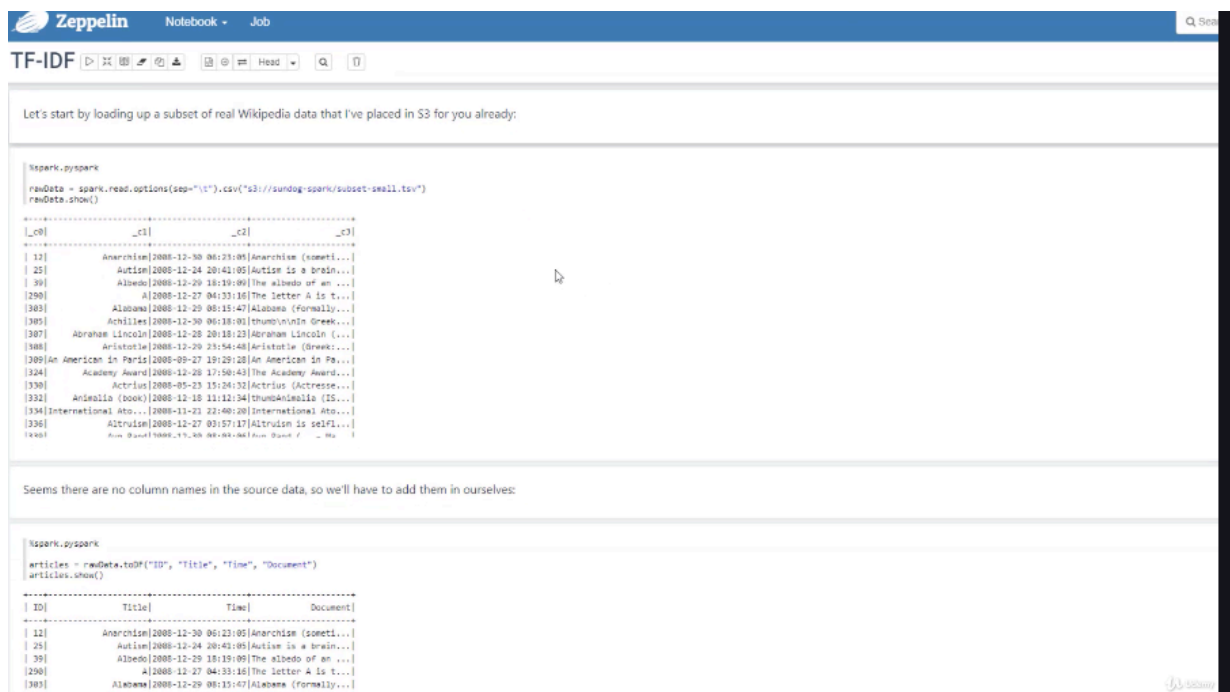 Zeppelin Notebook Job Sea
TF-IDF Head
Let's start by loading up a subset of real Wikipedia data that I've placed in S3 for you already:
%spark.pyspark
rawData = spark.read.options(sep="\t").csv("s3://sundog-spark/subset-small.tsv")
rawData.show()
+---+--------------------+-------------------+--------------------+
|_c0| _c1| _c2| _c3|
+---+--------------------+-------------------+--------------------+
| 12| Anarchism|2008-12-30 06:23:05|Anarchism (someti...|
| 25| Autism|2008-12-24 20:41:05|Autism is a brain...|
| 39| Albedo|2008-12-29 18:19:09|The albedo of an ...|
|290| A|2008-12-27 04:33:16|The letter A is t...|
|303| Alabama|2008-12-29 08:15:47|Alabama (formally...|
|305| Achilles|2008-12-30 06:18:01|thumb\n\nIn Greek...|
|307| Abraham Lincoln|2008-12-28 20:18:23|Abraham Lincoln (...|
|308| Aristotle|2008-12-29 23:54:48|Aristotle (Greek:...|
|309|An American in Paris|2008-09-27 19:29:28|An American in Pa...|
|324| Academy Award|2008-12-28 17:50:43|The Academy Award...|
|330| Actrius|2008-05-23 15:24:32|Actrius (Actresse...|
|332| Animalia (book)|2008-12-18 11:12:34|thumbAnimalia (IS...|
|334|International Ato...|2008-11-21 22:40:20|International Ato...|
|336| Altruism|2008-12-27 03:57:17|Altruism is selfl...|
Seems there are no column names in the source data, so we'll have to add them in ourselves:
%spark.pyspark
articles = rawData.toDF("ID", "Title", "Time", "Document")
articles.show()
+---+--------------------+-------------------+--------------------+
| ID| Title| Time| Document|
+---+--------------------+-------------------+--------------------+
| 12| Anarchism|2008-12-30 06:23:05|Anarchism (someti...|
| 25| Autism|2008-12-24 20:41:05|Autism is a brain...|
| 39| Albedo|2008-12-29 18:19:09|The albedo of an ...|
|290| A|2008-12-27 04:33:16|The letter A is t...|
|303| Alabama|2008-12-29 08:15:47|Alabama (formally...|
Udemy